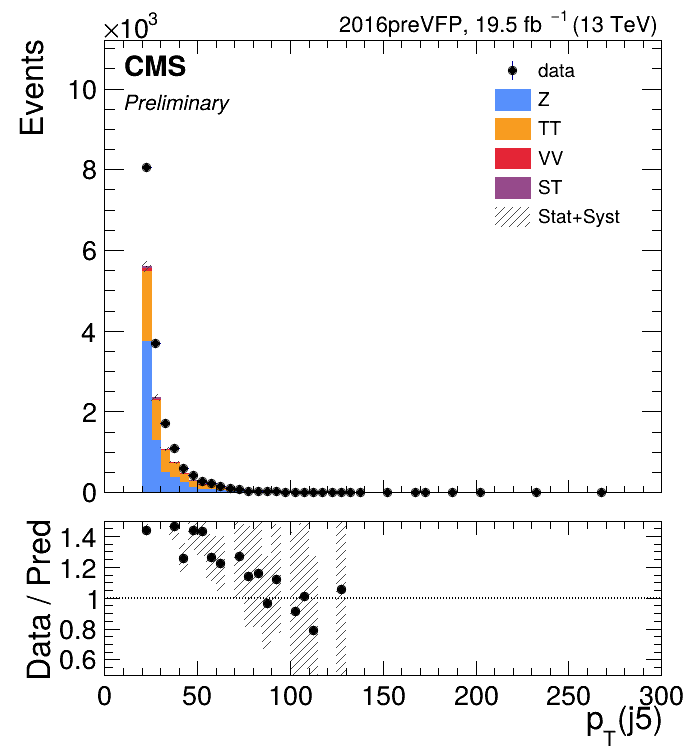 ×10³
2016preVFP, 19.5 fb⁻¹ (13 TeV)
Events
CMS
Preliminary
data
Z
TT
VV
ST
Stat+Syst
10
8
6
4
2
0
Data / Pred
1.4
1.2
1
0.8
0.6
0 50 100 150 200 250 300
p_T(j5)